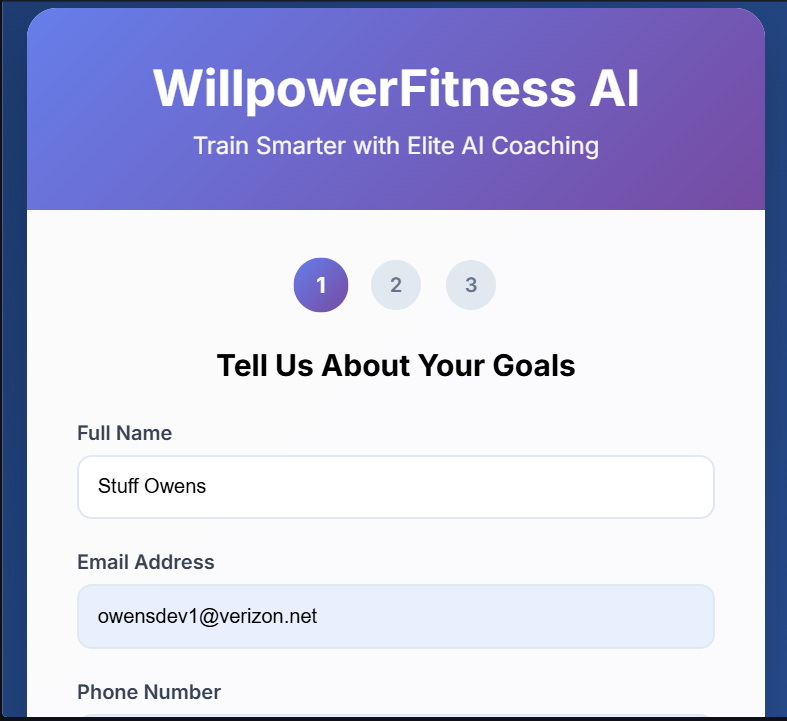 WillpowerFitness AI
Train Smarter with Elite AI Coaching
1 2 3
Tell Us About Your Goals
Full Name
Stuff Owens
Email Address
owensdev1@verizon.net
Phone Number